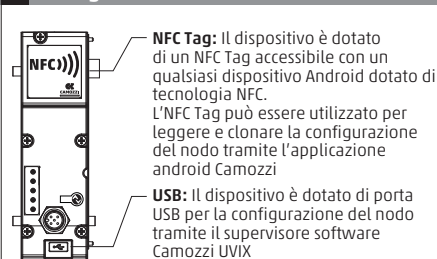 NFC Tag: Il dispositivo è dotato
di un NFC Tag accessibile con un
qualsiasi dispositivo Android dotato di
tecnologia NFC.
L'NFC Tag può essere utilizzato per
leggere e clonare la configurazione
del nodo tramite l'applicazione
android Camozzi
USB: Il dispositivo è dotato di porta
USB per la configurazione del nodo
tramite il supervisore software
Camozzi UVIX
NFC
CAMOZZI